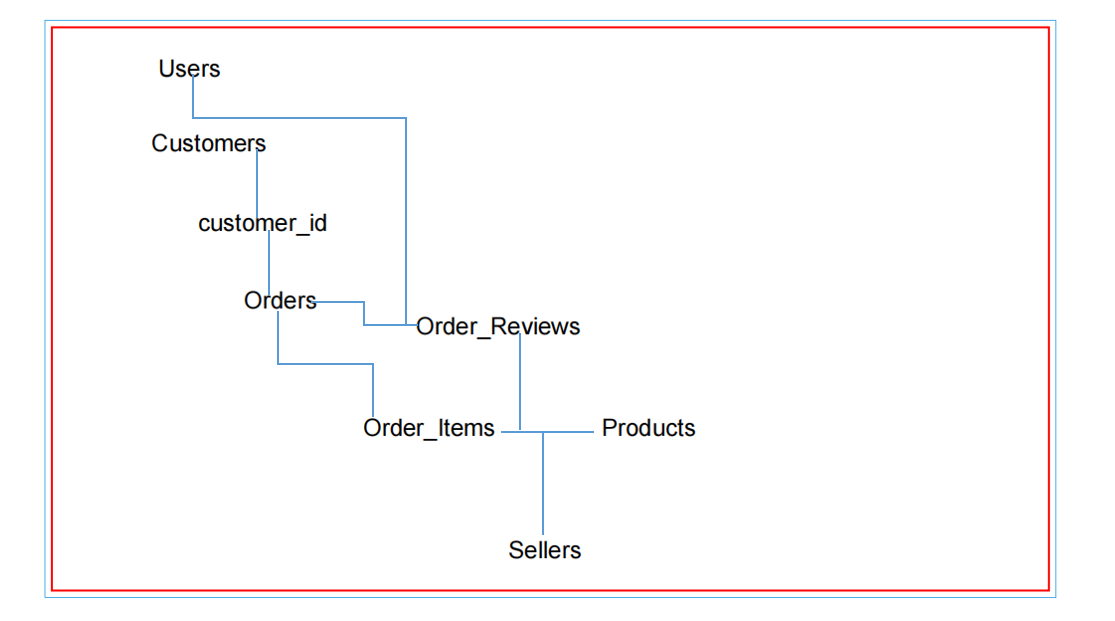 Users
Customers
customer_id
Orders
Order_Reviews
Order_Items
Products
Sellers